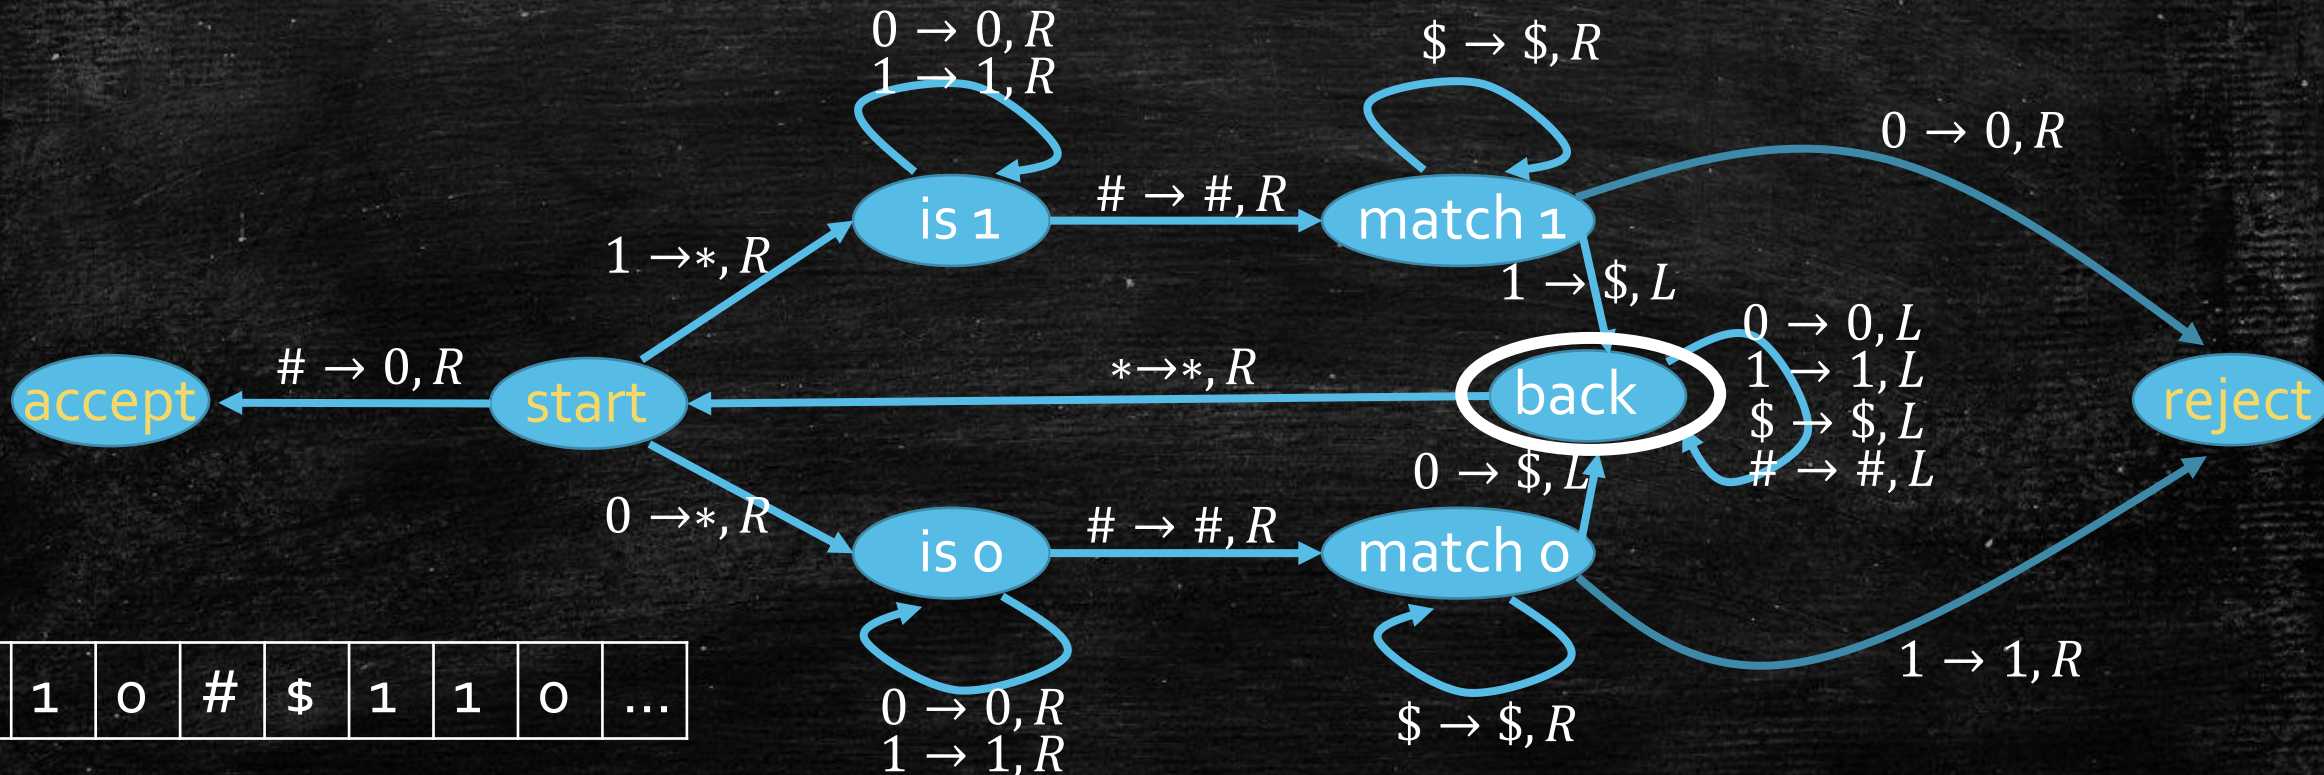 0 → 0, R
1 → 1, R
$ → $, R
0 → 0, R
is 1
# → #, R
match 1
1 →*, R
1 → $, L
accept
# → 0, R
start
*→*, R
back
0 → 0, L
1 → 1, L
$ → $, L
# → #, L
reject
0 → $, L
0 →*, R
is 0
# → #, R
match 0
1 → 1, R
1 0 # $ 1 1 0 ...
0 → 0, R
1 → 1, R
$ → $, R